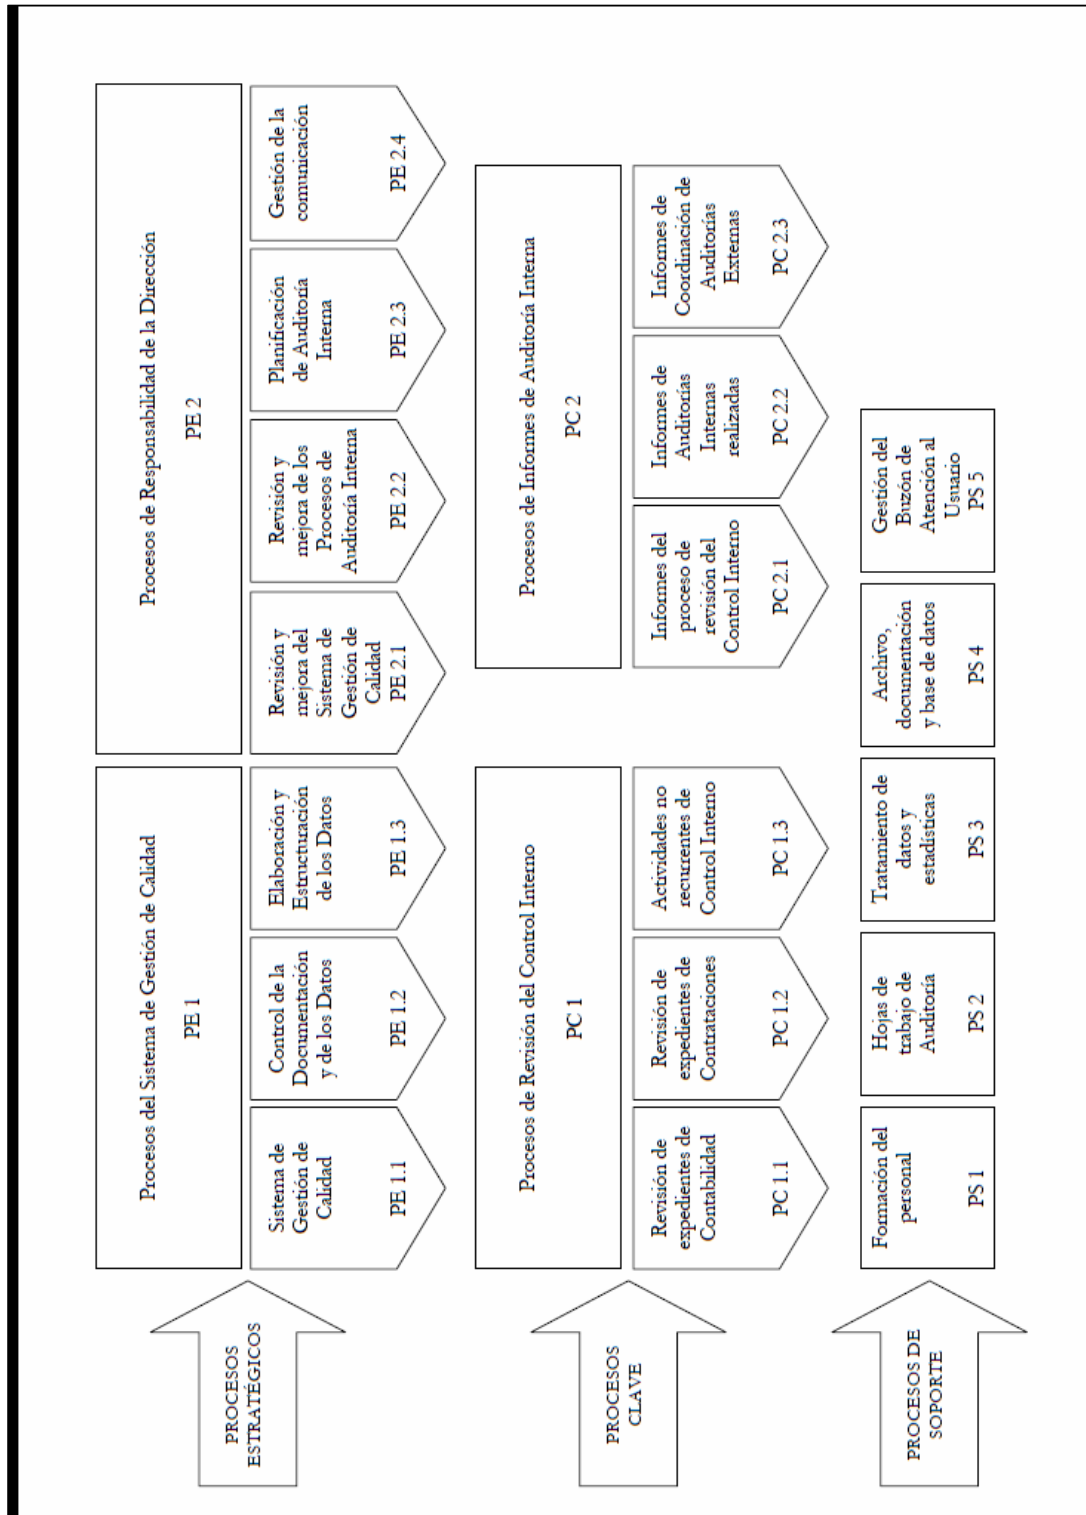 PROCESOS
ESTRATÉGICOS
Procesos del Sistema de Gestión de Calidad
PE 1
Sistema de
Gestión de
Calidad
PE 1.1
Control de la
Documentación
y de los Datos
PE 1.2
Elaboración y
Estructuración
de los Datos
PE 1.3
Procesos de Responsabilidad de la Dirección
PE 2
Revisión y
mejora del
Sistema de
Gestión de
Calidad
PE 2.1
Revisión y
mejora de los
Procesos de
Auditoría Interna
PE 2.2
Planificación
de Auditoría
Interna
PE 2.3
Gestión de la
comunicación
PE 2.4
PROCESOS
CLAVE
Procesos de Revisión del Control Interno
PC 1
Revisión de
expedientes de
Contabilidad
PC 1.1
Revisión de
expedientes de
Contrataciones
PC 1.2
Actividades no
recurrentes de
Control Interno
PC 1.3
Procesos de Informes de Auditoría Interna
PC 2
Informes del
proceso de
revisión del
Control Interno
PC 2.1
Informes de
Auditorías
Internas
realizadas
PC 2.2
Informes de
Coordinación de
Auditorías
Externas
PC 2.3
PROCESOS DE
SOPORTE
Formación del
personal
PS 1
Hojas de
trabajo de
Auditoría
PS 2
Tratamiento de
datos y
estadísticas
PS 3
Archivo,
documentación
y base de datos
PS 4
Gestión del
Buzón de
Atención al
Usuario
PS 5